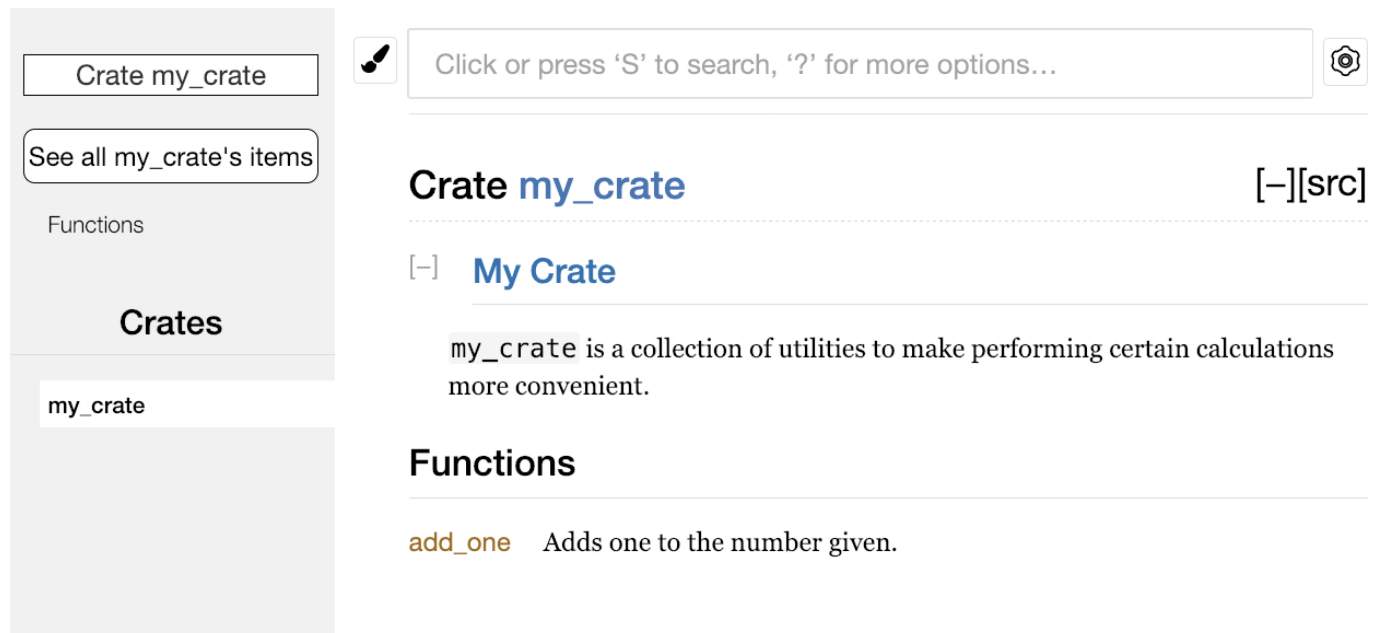 Crate my_crate
See all my_crate's items
Functions
Crates
my_crate
Click or press ‘S’ to search, ‘?’ for more options…
Crate my_crate
[−][src]
[−]
My Crate
my_crate is a collection of utilities to make performing certain calculations
more convenient.
Functions
add_one Adds one to the number given.